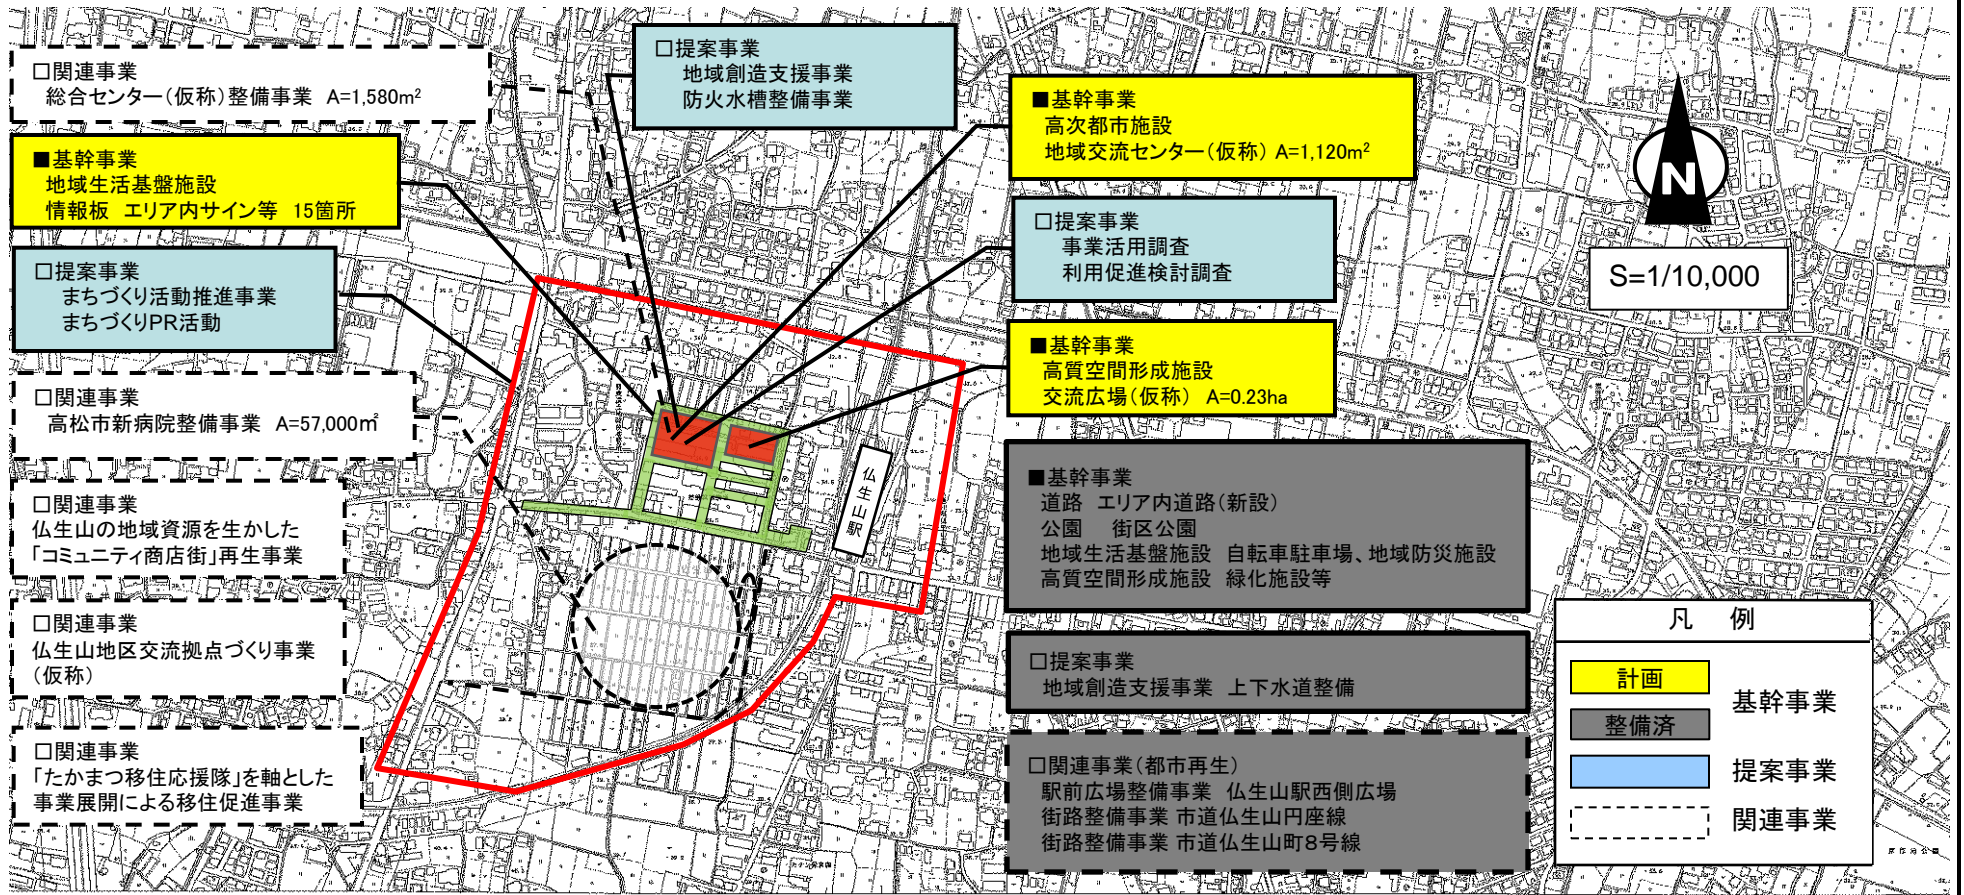 □関連事業
総合センター(仮称)整備事業 A=1,580m²
■基幹事業
地域生活基盤施設
情報板 エリア内サイン等 15箇所
□提案事業
まちづくり活動推進事業
まちづくりPR活動
□関連事業
高松市新病院整備事業 A=57,000㎡
□関連事業
仏生山の地域資源を生かした
「コミュニティ商店街」再生事業
□関連事業
仏生山地区交流拠点づくり事業
(仮称)
□関連事業
「たかまつ移住応援隊」を軸とした
事業展開による移住促進事業
□提案事業
地域創造支援事業
防火水槽整備事業
■基幹事業
高次都市施設
地域交流センター(仮称) A=1,120m²
□提案事業
事業活用調査
利用促進検討調査
■基幹事業
高質空間形成施設
交流広場(仮称) A=0.23ha
仏生山駅
■基幹事業
道路 エリア内道路(新設)
公園 街区公園
地域生活基盤施設 自転車駐車場、地域防災施設
高質空間形成施設 緑化施設等
□提案事業
地域創造支援事業 上下水道整備
□関連事業(都市再生)
駅前広場整備事業 仏生山駅西側広場
街路整備事業 市道仏生山円座線
街路整備事業 市道仏生山町8号線
N
S=1/10,000
凡 例
計画
整備済
基幹事業
提案事業
関連事業